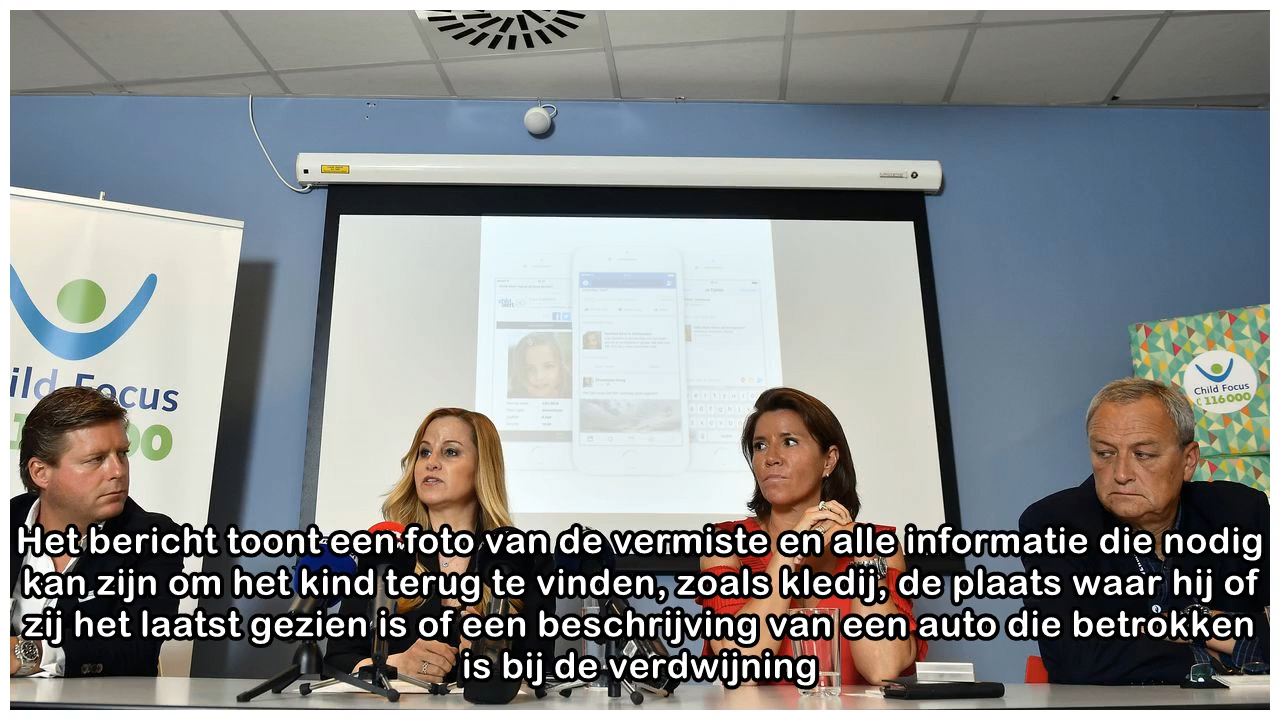 Child Focus
116000
ild Focus
Het bericht toont een foto van de vermiste en alle informatie die nodig
kan zijn om het kind terug te vinden, zoals kledij, de plaats waar hij of
zij het laatst gezien is of een beschrijving van een auto die betrokken
is bij de verdwijning